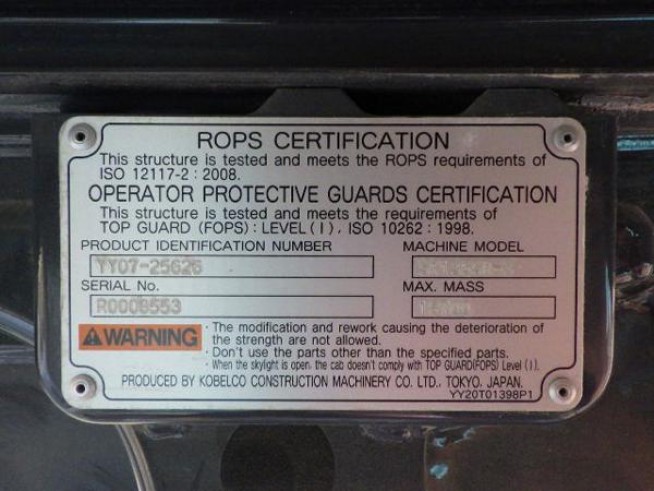 ROPS CERTIFICATION
This structure is tested and meets the ROPS requirements of
ISO 12117-2 : 2008.
OPERATOR PROTECTIVE GUARDS CERTIFICATION
This structure is tested and meets the requirements of
TOP GUARD (FOPS) : LEVEL (I), ISO 10262 : 1998.
PRODUCT IDENTIFICATION NUMBER
YY07-25626
MACHINE MODEL
SERIAL No.
R0008553
MAX. MASS
WARNING
· The modification and rework causing the deterioration of
the strength are not allowed.
· Don't use the parts other than the specified parts.
· When the skylight is open, the cab doesn't comply with TOP GUARD(FOPS) Level (I).
PRODUCED BY KOBELCO CONSTRUCTION MACHINERY CO. LTD., TOKYO, JAPAN.
YY20T01398P1